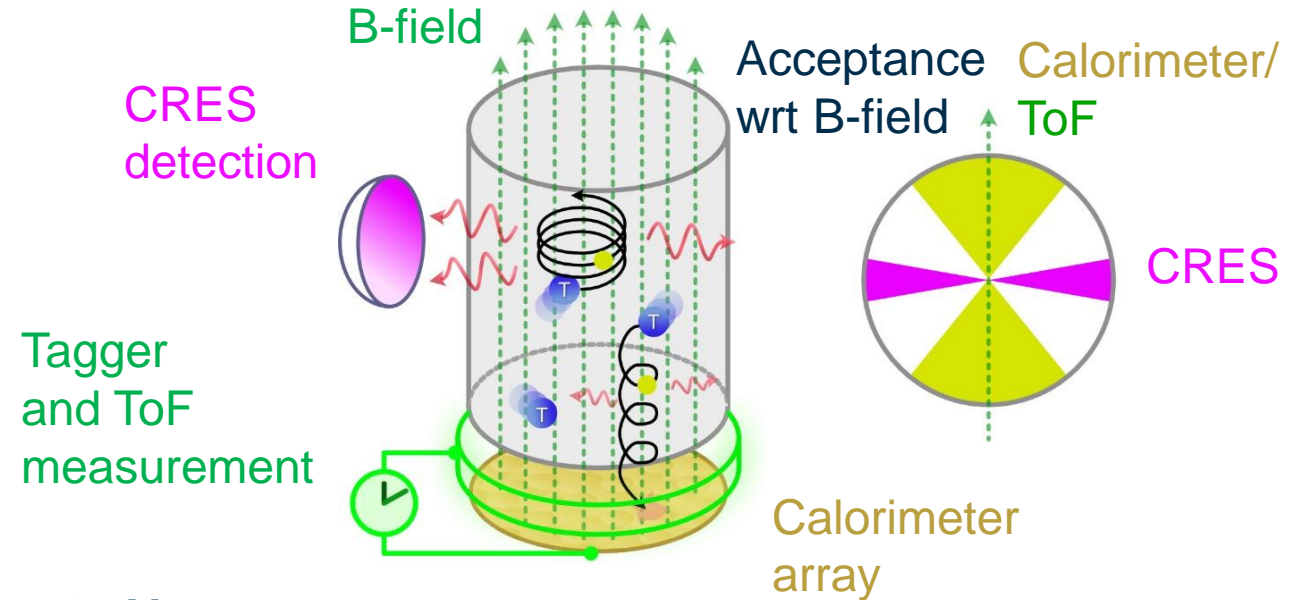 B-field
CRES
detection
Acceptance
wrt B-field
Calorimeter/
ToF
CRES
T
T
T
Tagger
and ToF
measurement
Calorimeter
array